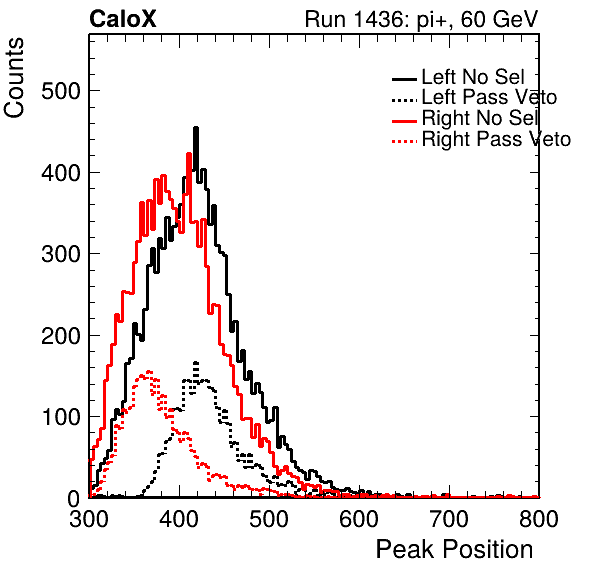 CaloX Run 1436: pi+, 60 GeV
Counts
500
400
300
200
100
0
Left No Sel
Left Pass Veto
Right No Sel
Right Pass Veto
300 400 500 600 700 800
Peak Position